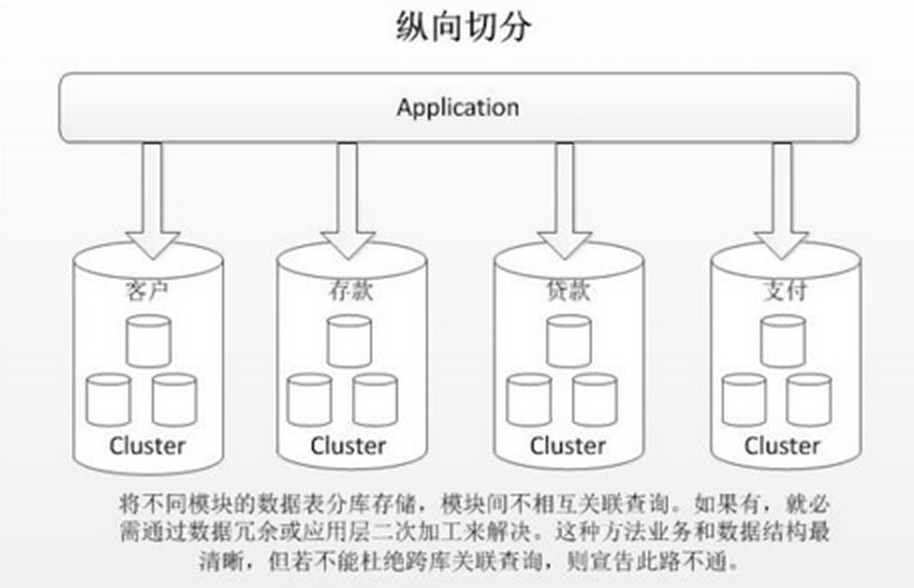 纵向切分
Application
客户
存款
贷款
支付
Cluster
Cluster
Cluster
Cluster
将不同模块的数据表分库存储，模块间不相互关联查询。如果有，就必
需通过数据冗余或应用层二次加工来解决。这种方法业务和数据结构最
清晰，但若不能杜绝跨库关联查询，则宣告此路不通。